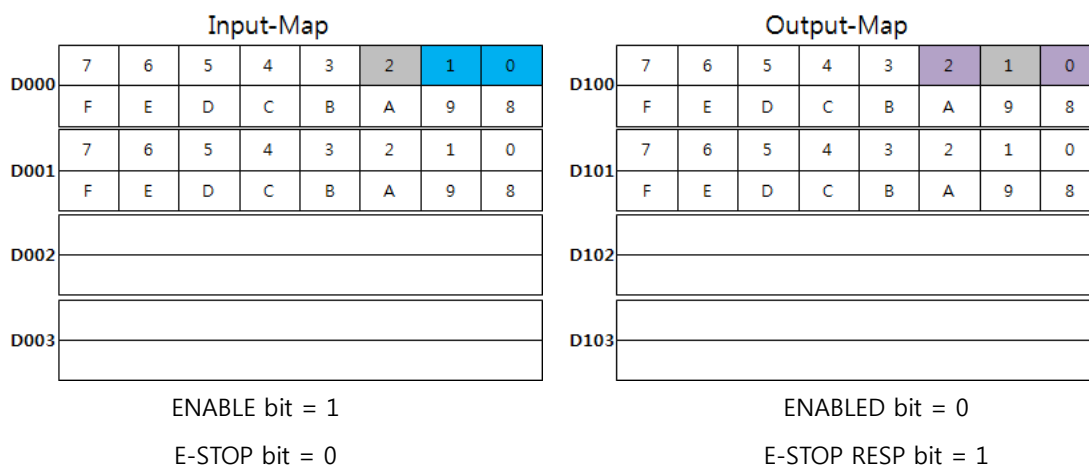 Input-Map
Output-Map
D000 7 6 5 4 3 2 1 0
F E D C B A 9 8
D001 7 6 5 4 3 2 1 0
F E D C B A 9 8
D002
D003
D100 7 6 5 4 3 2 1 0
F E D C B A 9 8
D101 7 6 5 4 3 2 1 0
F E D C B A 9 8
D102
D103
ENABLE bit = 1
E-STOP bit = 0
ENABLED bit = 0
E-STOP RESP bit = 1